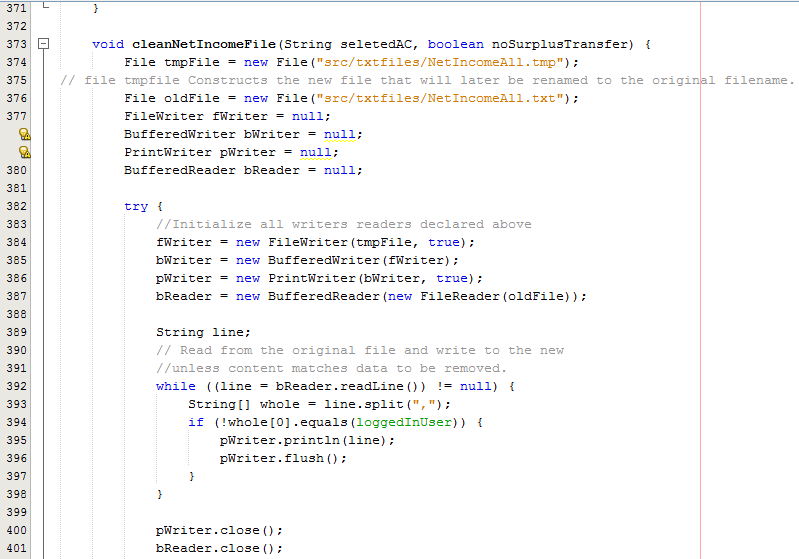 371 }
372
373 void cleanNetIncomeFile(String seletedAC, boolean noSurplusTransfer) {
374 File tmpFile = new File("src/txtfiles/NetIncomeAll.tmp");
375 // file tmpfile Constructs the new file that will later be renamed to the original filename.
376 File oldFile = new File("src/txtfiles/NetIncomeAll.txt");
377 FileWriter fWriter = null;
BufferedWriter bWriter = null;
PrintWriter pWriter = null;
380 BufferedReader bReader = null;
381
382 try {
383 //Initialize all writers readers declared above
384 fWriter = new FileWriter(tmpFile, true);
385 bWriter = new BufferedWriter(fWriter);
386 pWriter = new PrintWriter(bWriter, true);
387 bReader = new BufferedReader(new FileReader(oldFile));
388
389 String line;
390 // Read from the original file and write to the new
391 //unless content matches data to be removed.
392 while ((line = bReader.readLine()) != null) {
393 String[] whole = line.split(",");
394 if (!whole[0].equals(loggedInUser)) {
395 pWriter.println(line);
396 pWriter.flush();
397 }
398 }
399
400 pWriter.close();
401 bReader.close();